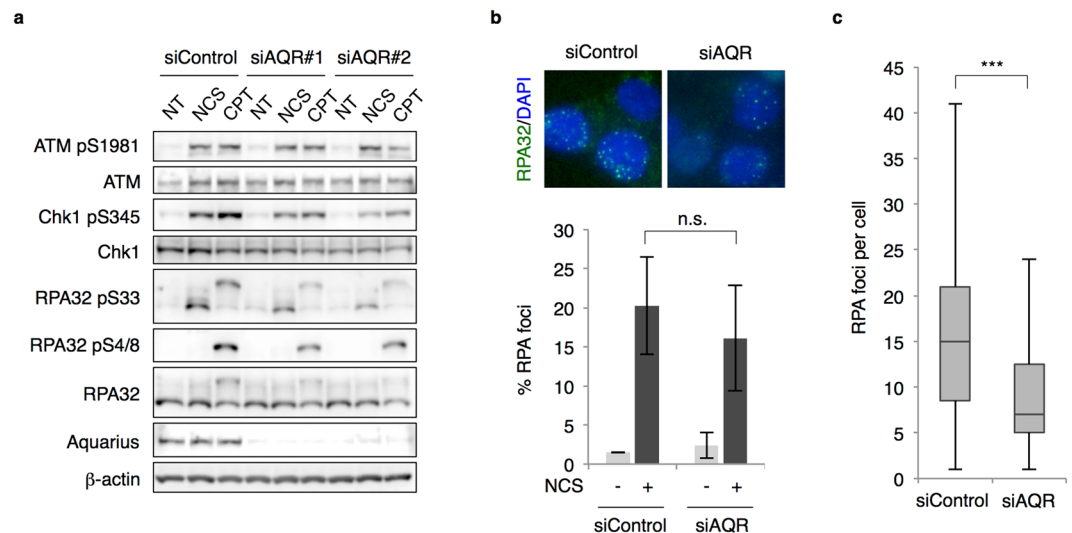 a
siControl siAQR#1 siAQR#2
NT NCS CPT NT NCS CPT NT NCS CPT
ATM pS1981
ATM
Chk1 pS345
Chk1
RPA32 pS33
RPA32 pS4/8
RPA32
Aquarius
β-actin
b
siControl siAQR
RPA32/DAPI
n.s.
% RPA foci
30
25
20
15
10
5
0
NCS - + - +
siControl siAQR
c
***
RPA foci per cell
45
40
35
30
25
20
15
10
5
0
siControl siAQR